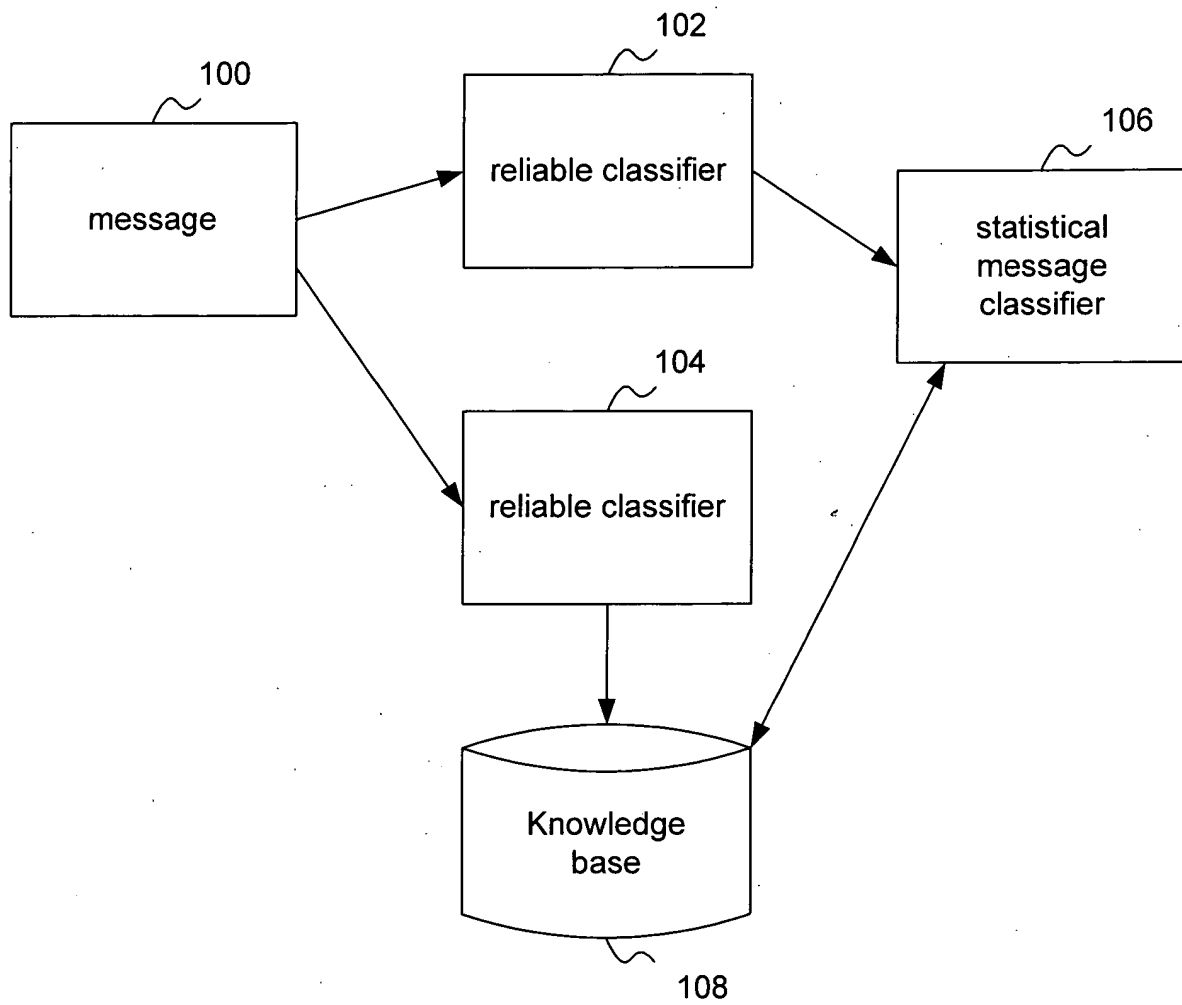 102
100
reliable classifier
message
106
statistical
message
classifier
104
reliable classifier
Knowledge
base
108